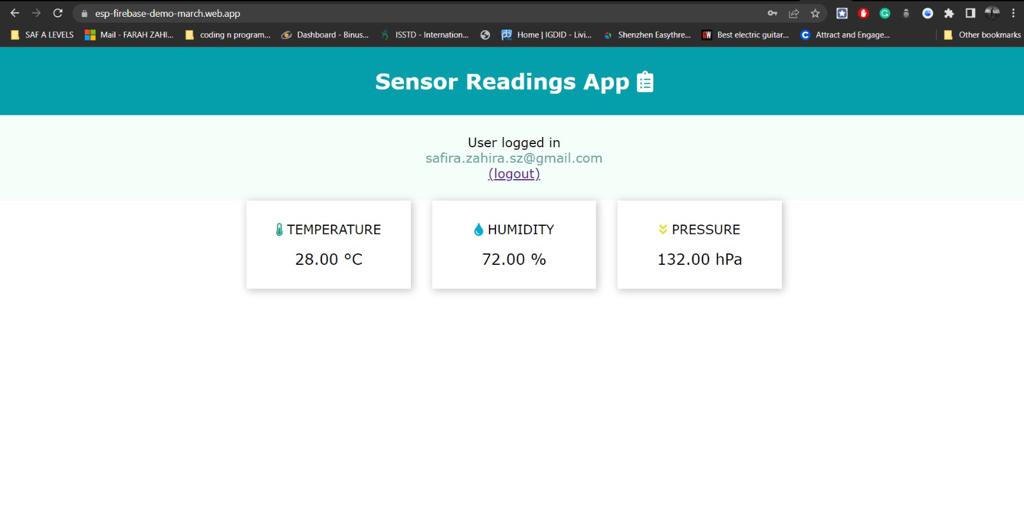 esp-firebase-demo-march.web.app
SAF A LEVELS
Mail - FARAH ZAHI...
coding n program...
Dashboard - Binus...
ISSTD - Internation...
Home | IGDID - Livi...
Shenzhen Easythre...
Best electric guitar...
Attract and Engage...
Other bookmarks
Sensor Readings App
User logged in
safira.zahira.sz@gmail.com
(logout)
TEMPERATURE
28.00 °C
HUMIDITY
72.00 %
PRESSURE
132.00 hPa